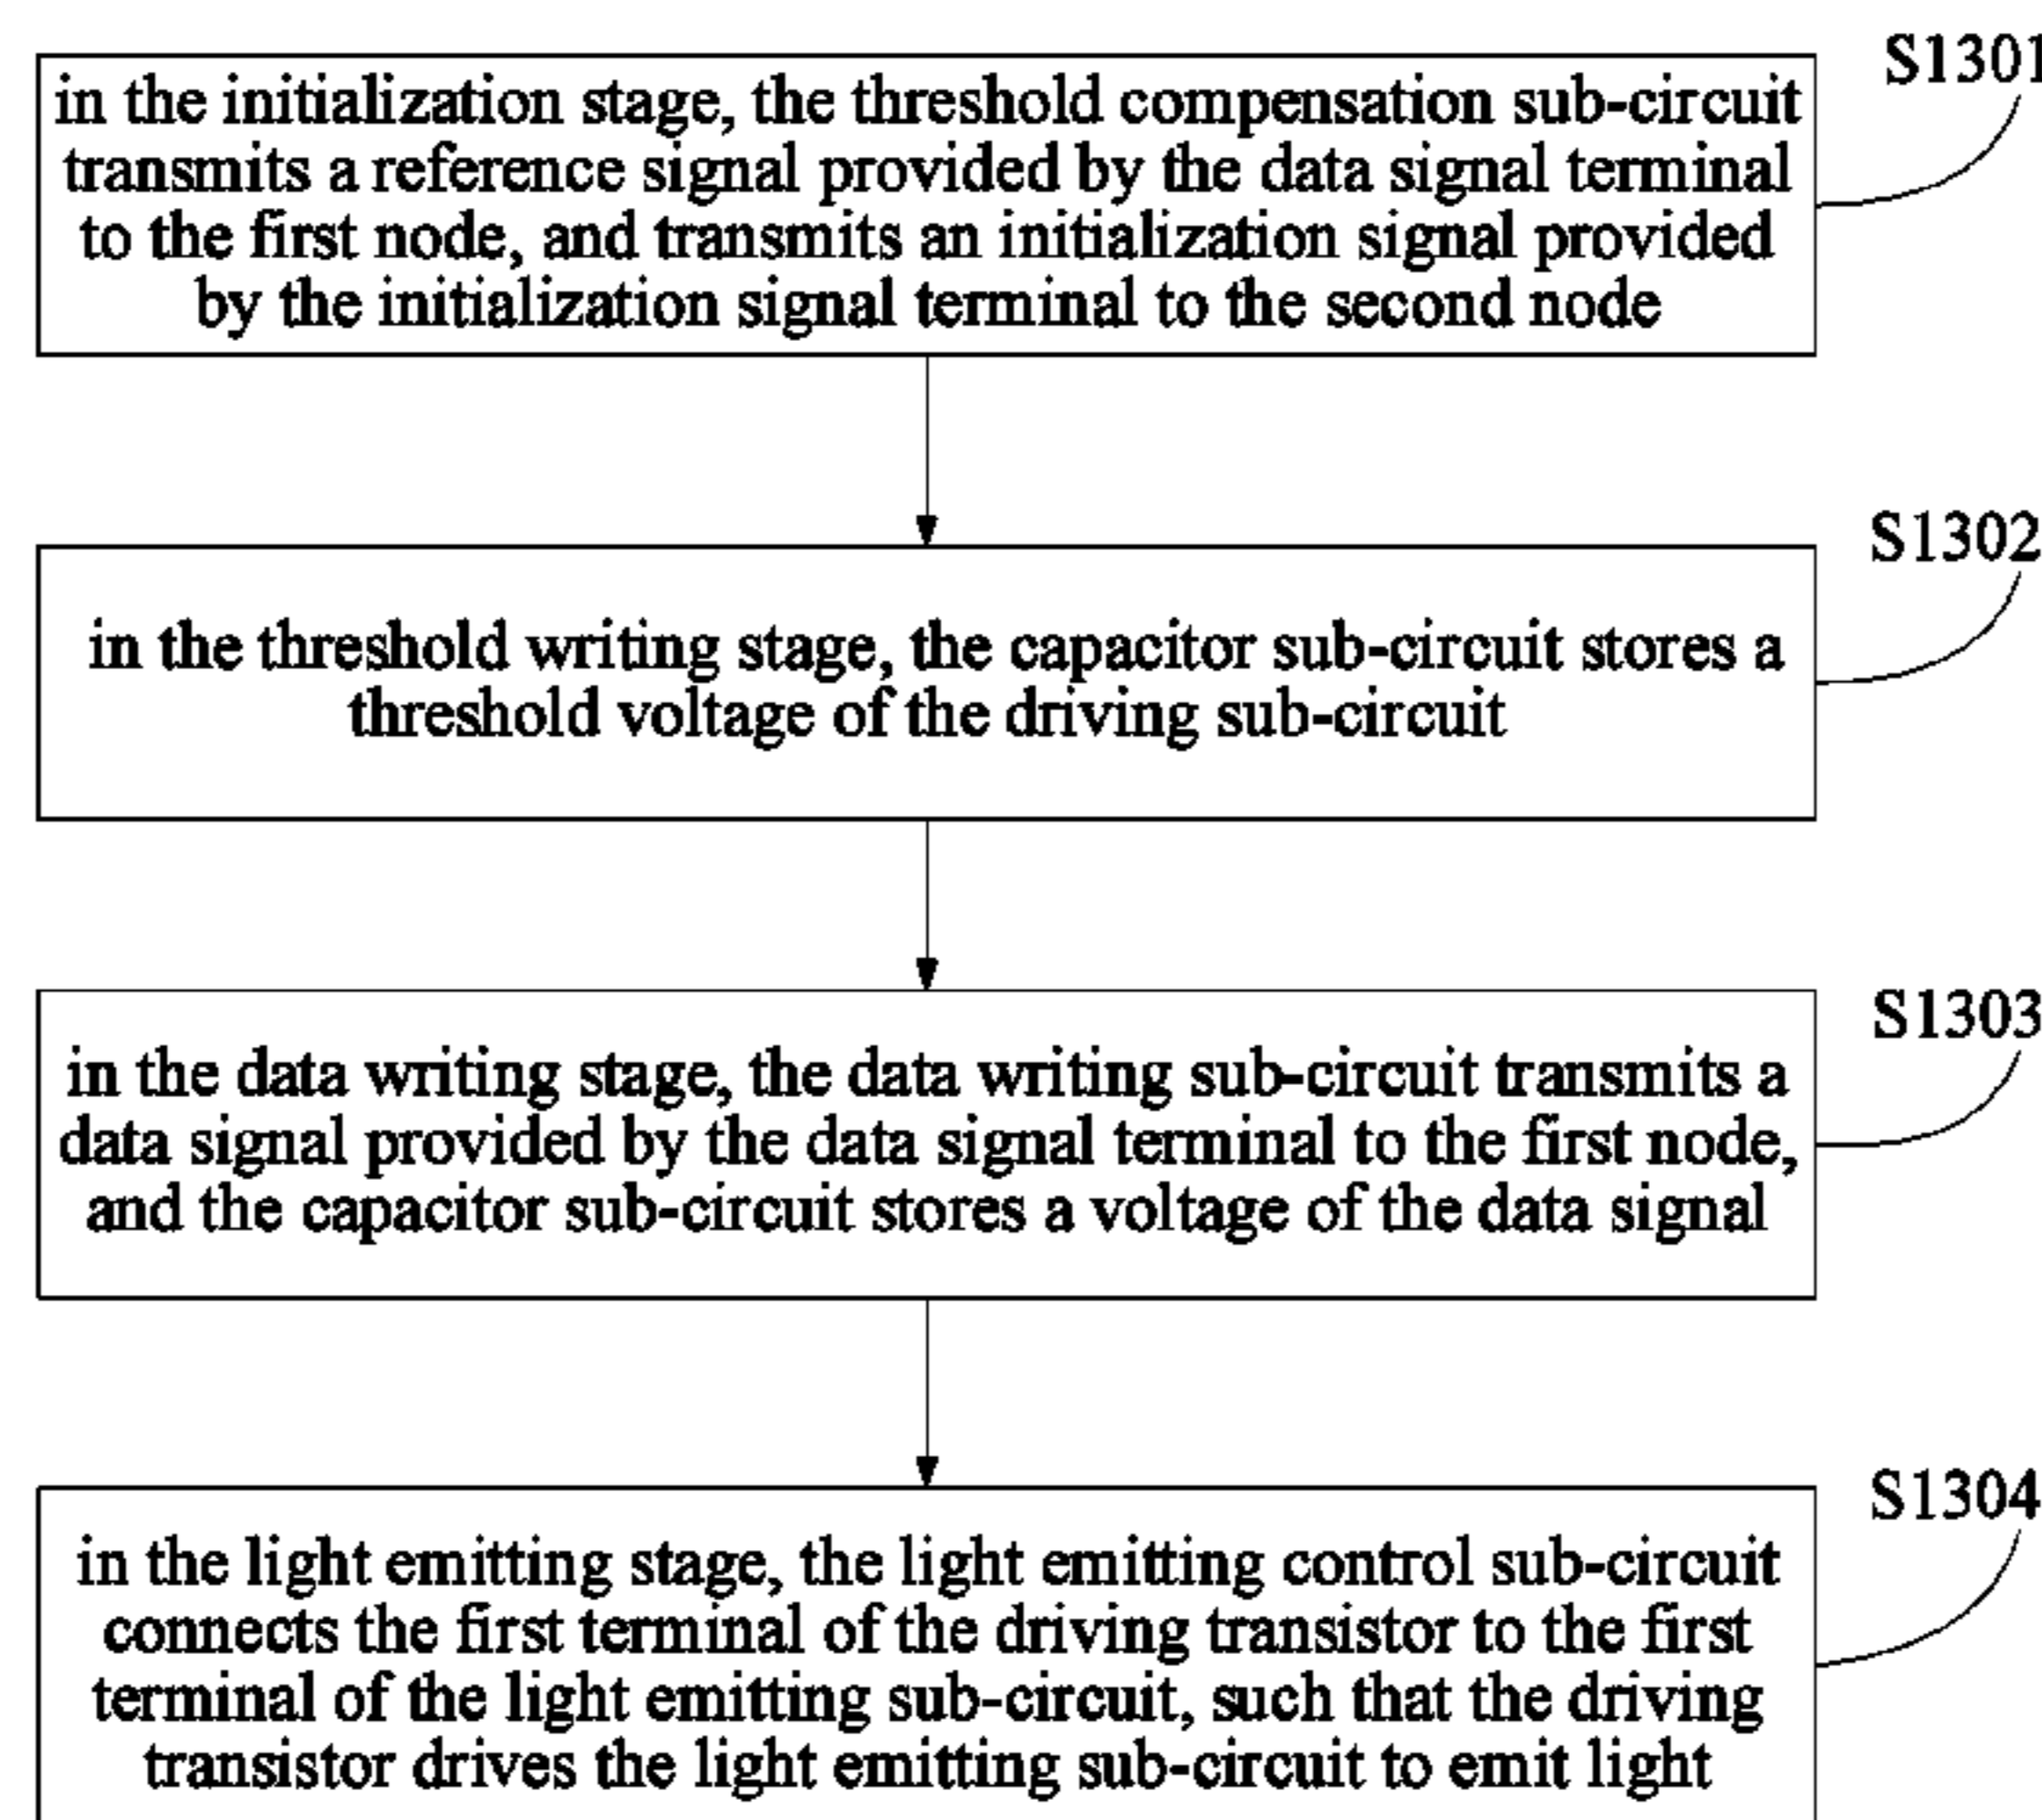 S1301
in the initialization stage, the threshold compensation sub-circuit
transmits a reference signal provided by the data signal terminal
to the first node, and transmits an initialization signal provided
by the initialization signal terminal to the second node
S1302
in the threshold writing stage, the capacitor sub-circuit stores a
threshold voltage of the driving sub-circuit
S1303
in the data writing stage, the data writing sub-circuit transmits a
data signal provided by the data signal terminal to the first node,
and the capacitor sub-circuit stores a voltage of the data signal
S1304
in the light emitting stage, the light emitting control sub-circuit
connects the first terminal of the driving transistor to the first
terminal of the light emitting sub-circuit, such that the driving
transistor drives the light emitting sub-circuit to emit light